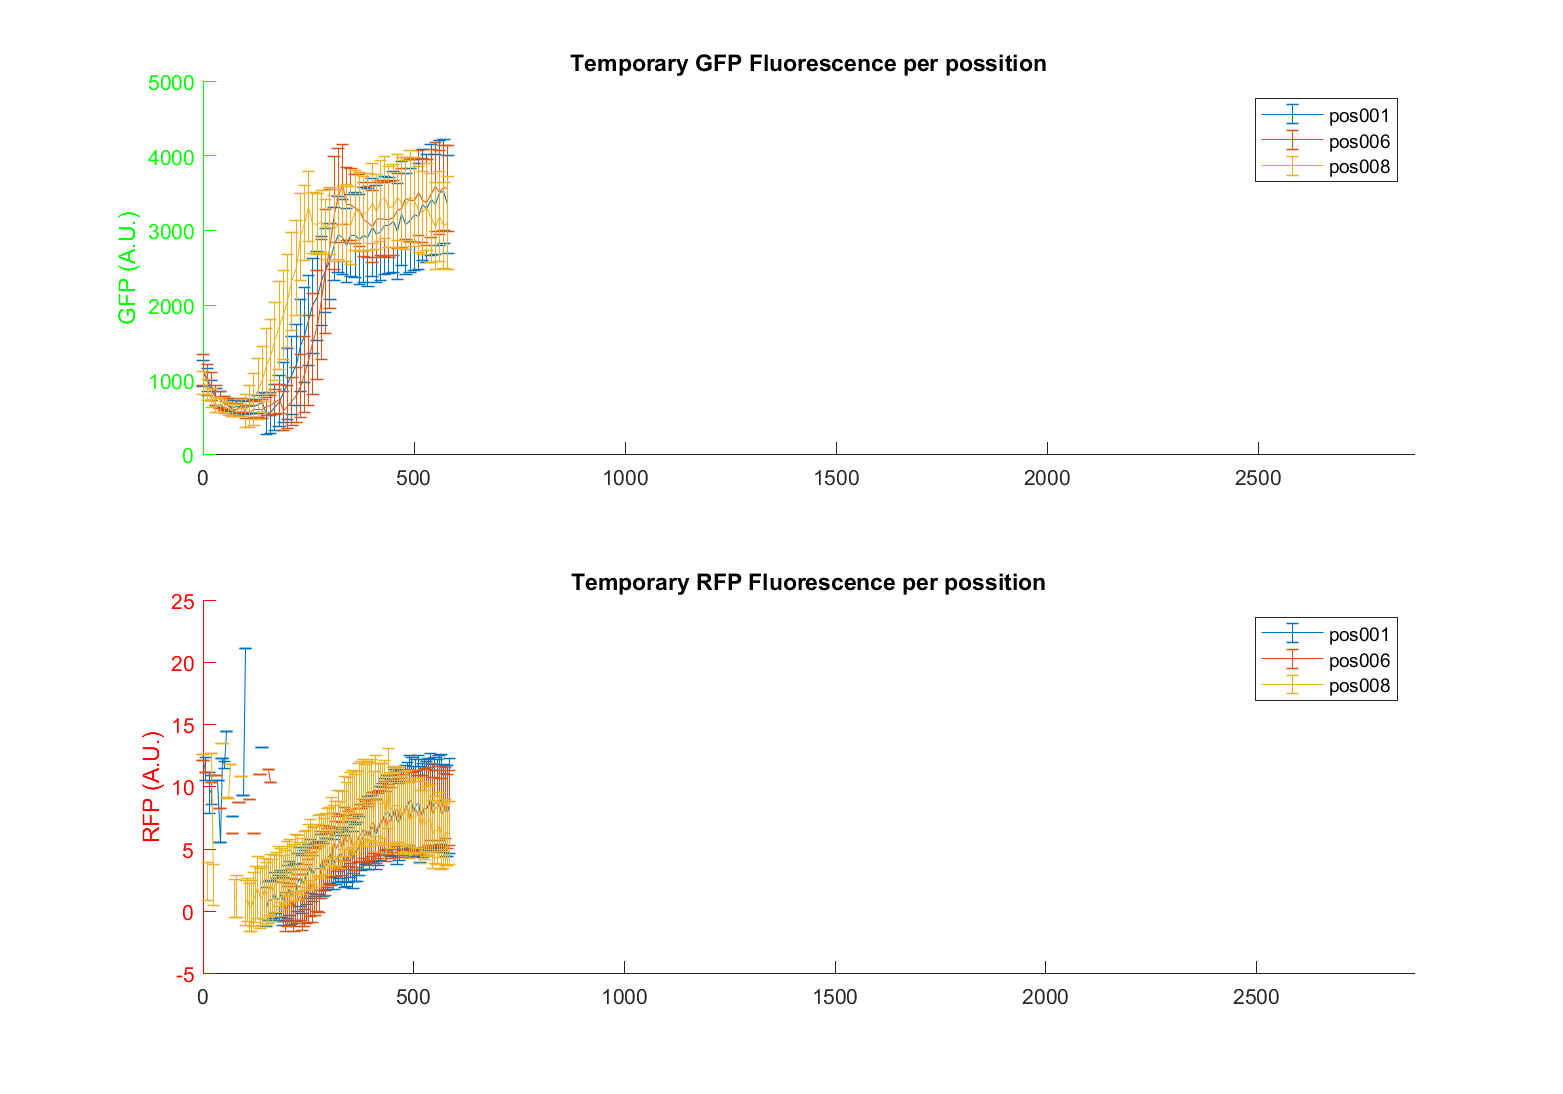 Temporary GFP Fluorescence per possition
GFP (A.U.)
5000
4000
3000
2000
1000
0
0 500 1000 1500 2000 2500
pos001
pos006
pos008
Temporary RFP Fluorescence per possition
RFP (A.U.)
25
20
15
10
5
0
-5
0 500 1000 1500 2000 2500
pos001
pos006
pos008